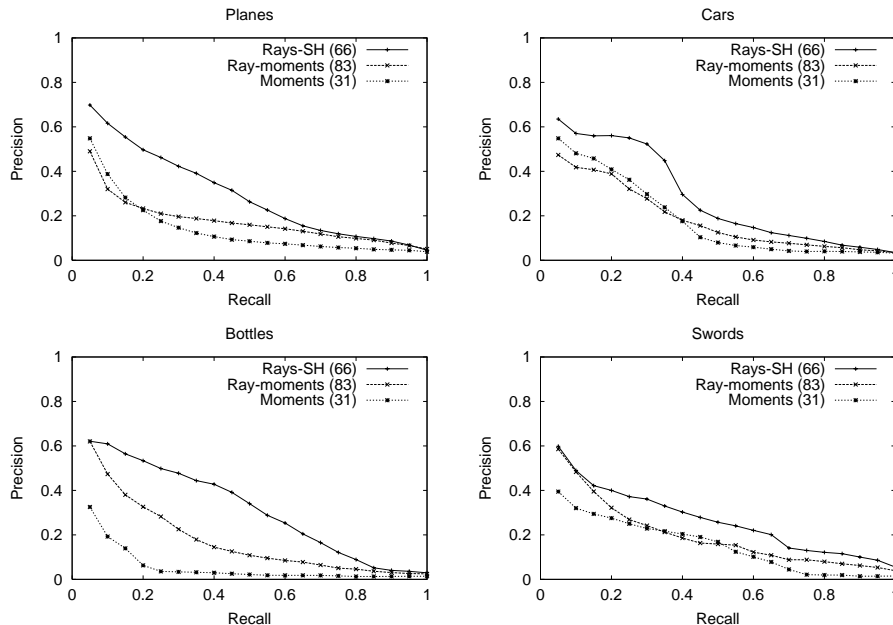 Planes
1
0.8
0.6
0.4
0.2
0
0 0.2 0.4 0.6 0.8 1
Precision
Recall
Rays-SH (66)
Ray-moments (83)
Moments (31)
Cars
1
0.8
0.6
0.4
0.2
0
0 0.2 0.4 0.6 0.8 1
Precision
Recall
Rays-SH (66)
Ray-moments (83)
Moments (31)
Bottles
1
0.8
0.6
0.4
0.2
0
0 0.2 0.4 0.6 0.8 1
Precision
Recall
Rays-SH (66)
Ray-moments (83)
Moments (31)
Swords
1
0.8
0.6
0.4
0.2
0
0 0.2 0.4 0.6 0.8 1
Precision
Recall
Rays-SH (66)
Ray-moments (83)
Moments (31)